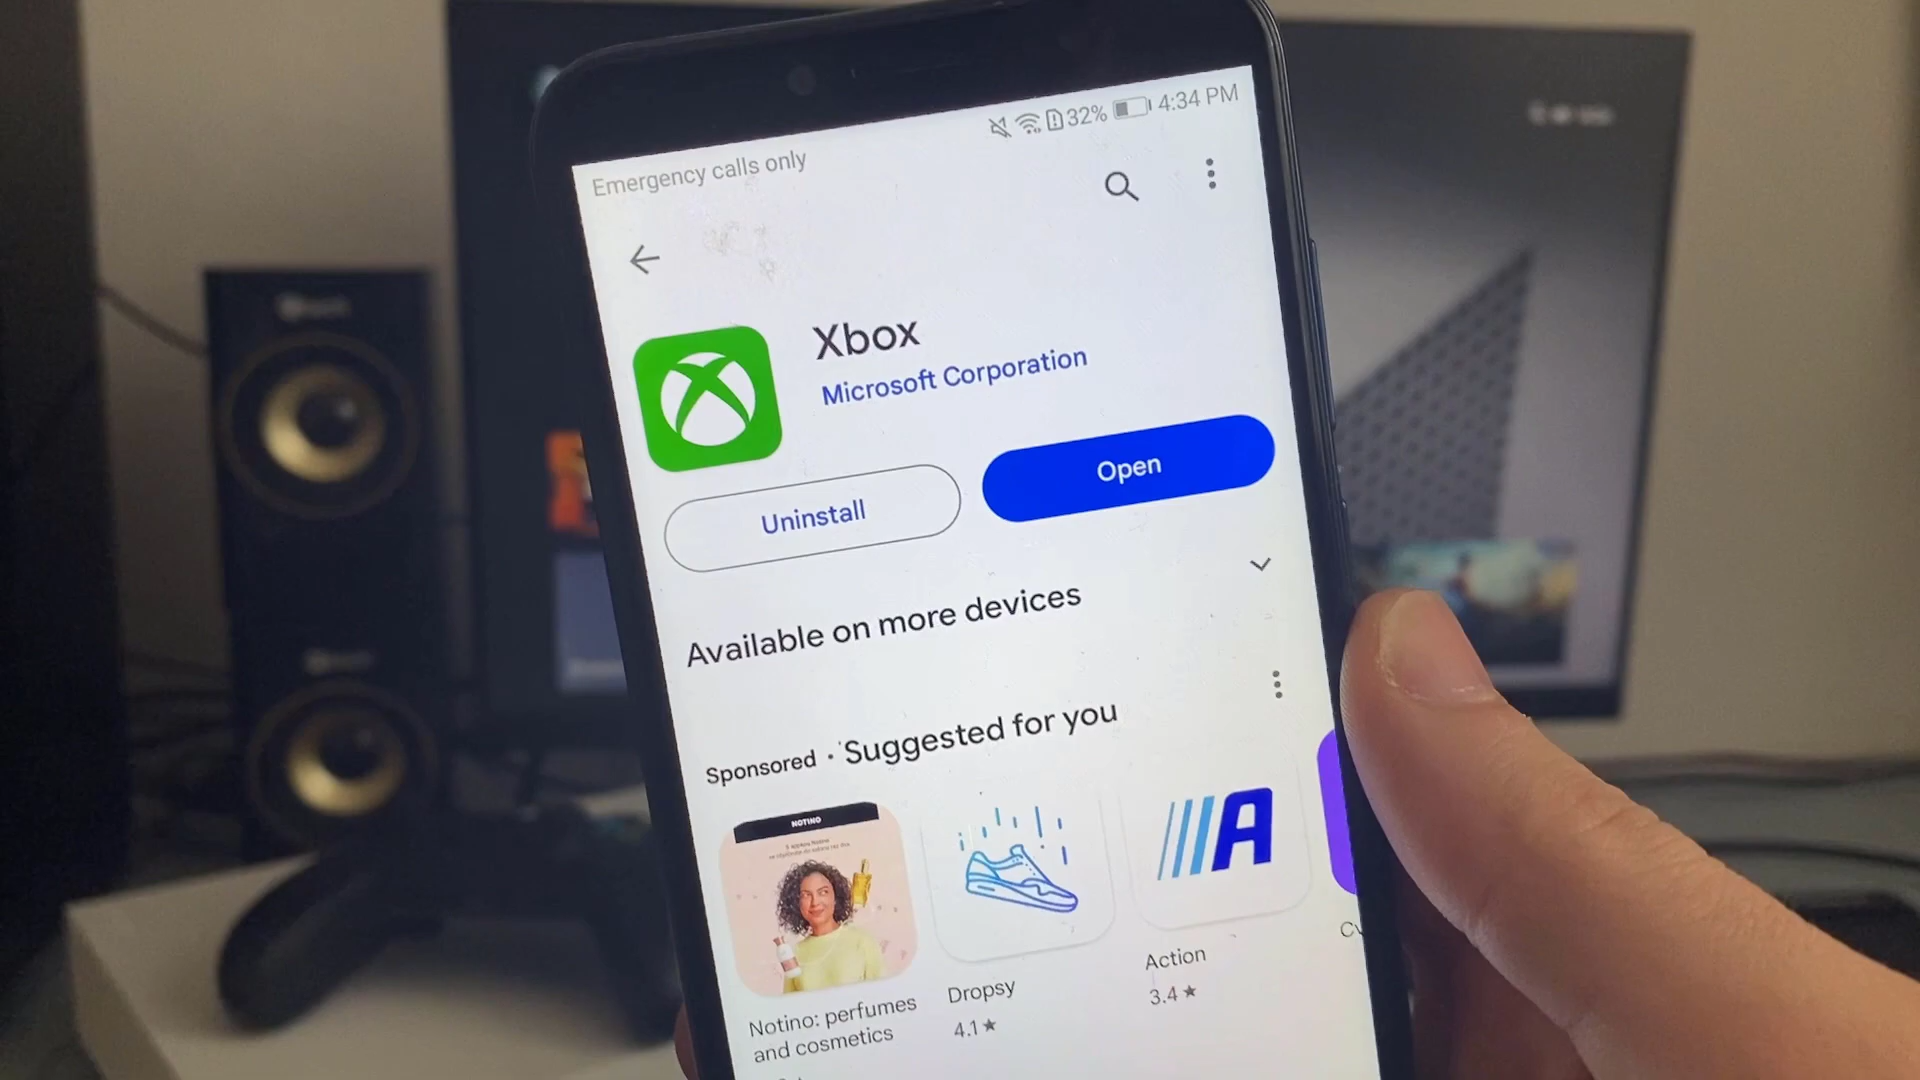 Emergency calls only
32%
4:34 PM
Xbox
Microsoft Corporation
Uninstall
Open
Available on more devices
Sponsored · Suggested for you
NOTINO
A
Notino: perfumes
and cosmetics
Dropsy
4.1★
Action
3.4★